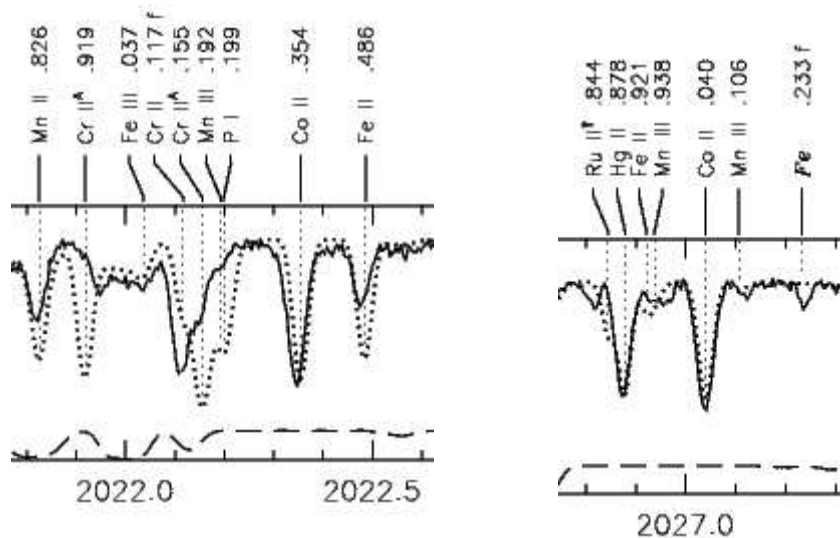 Mn II .826
Cr II^A .919
Fe III .037
Cr II .117 f
Cr II^A .155
Mn III .192
P I .199
Co II .354
Fe II .486
2022.0
2022.5
Ru II† .844
Hg II .878
Fe II .921
Mn III .938
Co II .040
Mn III .106
Fe .233 f
2027.0